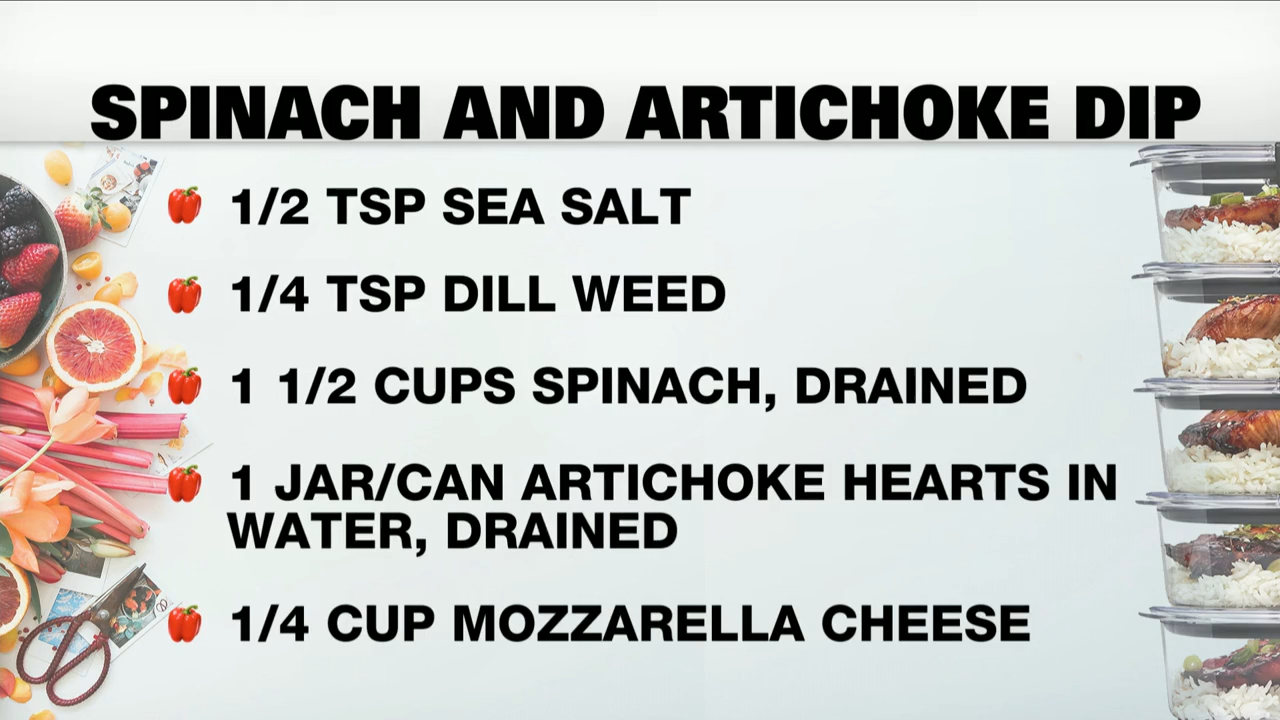 SPINACH AND ARTICHOKE DIP
1/2 TSP SEA SALT
1/4 TSP DILL WEED
1 1/2 CUPS SPINACH, DRAINED
1 JAR/CAN ARTICHOKE HEARTS IN
WATER, DRAINED
1/4 CUP MOZZARELLA CHEESE